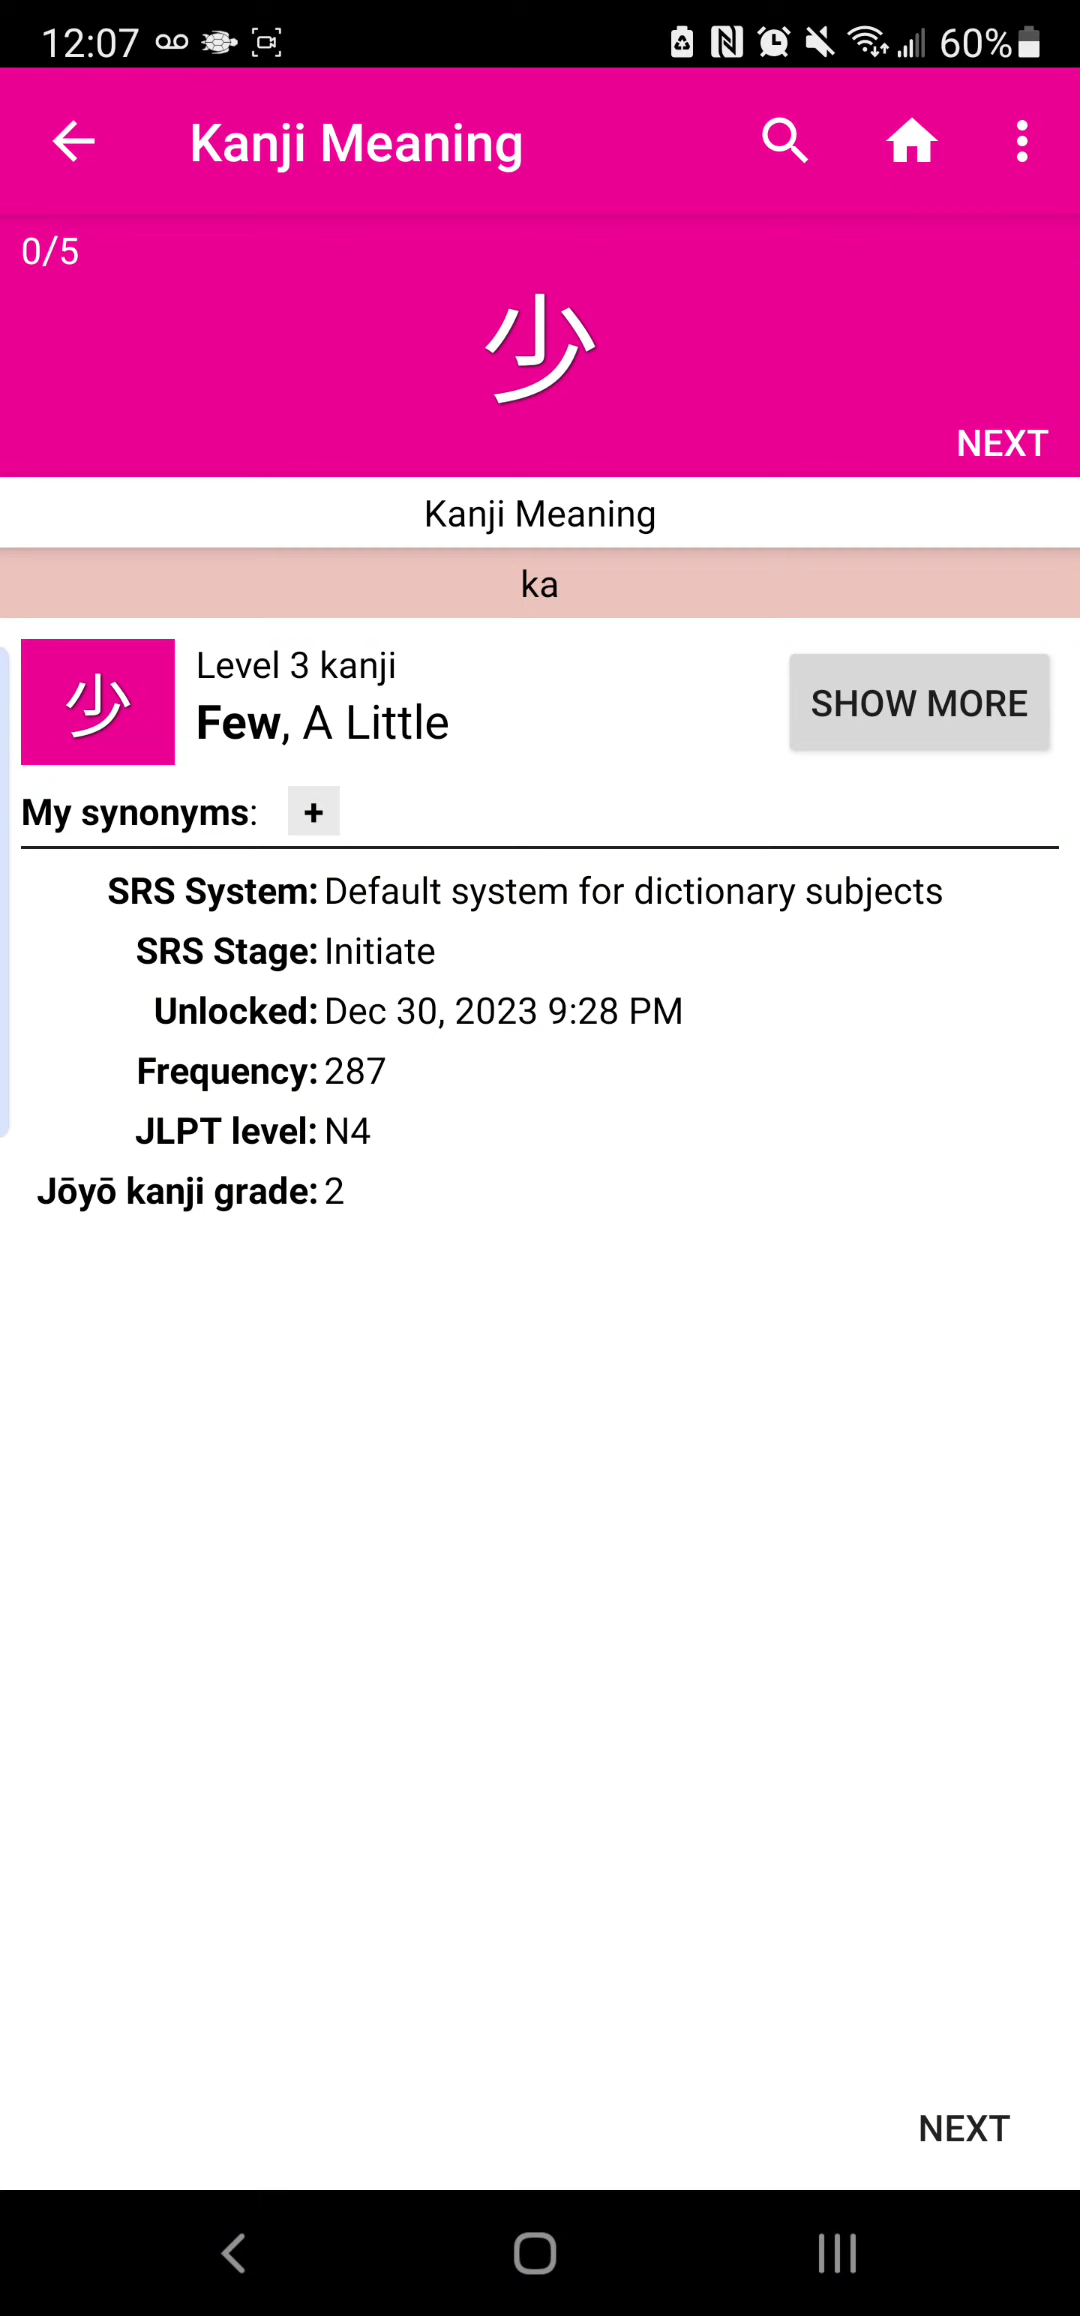 12:07 60%
Kanji Meaning
0/5
少
NEXT
Kanji Meaning
ka
少
Level 3 kanji
Few, A Little
SHOW MORE
My synonyms: +
SRS System: Default system for dictionary subjects
SRS Stage: Initiate
Unlocked: Dec 30, 2023 9:28 PM
Frequency: 287
JLPT level: N4
Jōyō kanji grade: 2
NEXT